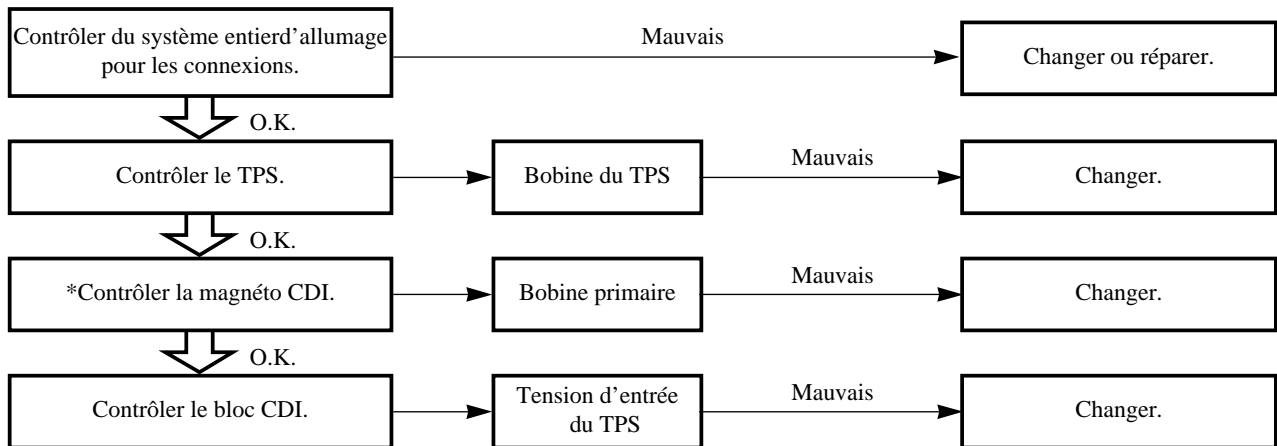 Contrôler du système entierd’allumage
pour les connexions.
Mauvais
Changer ou réparer.
O.K.
Contrôler le TPS.
Bobine du TPS
Mauvais
Changer.
O.K.
*Contrôler la magnéto CDI.
Bobine primaire
Mauvais
Changer.
O.K.
Contrôler le bloc CDI.
Tension d’entrée
du TPS
Mauvais
Changer.